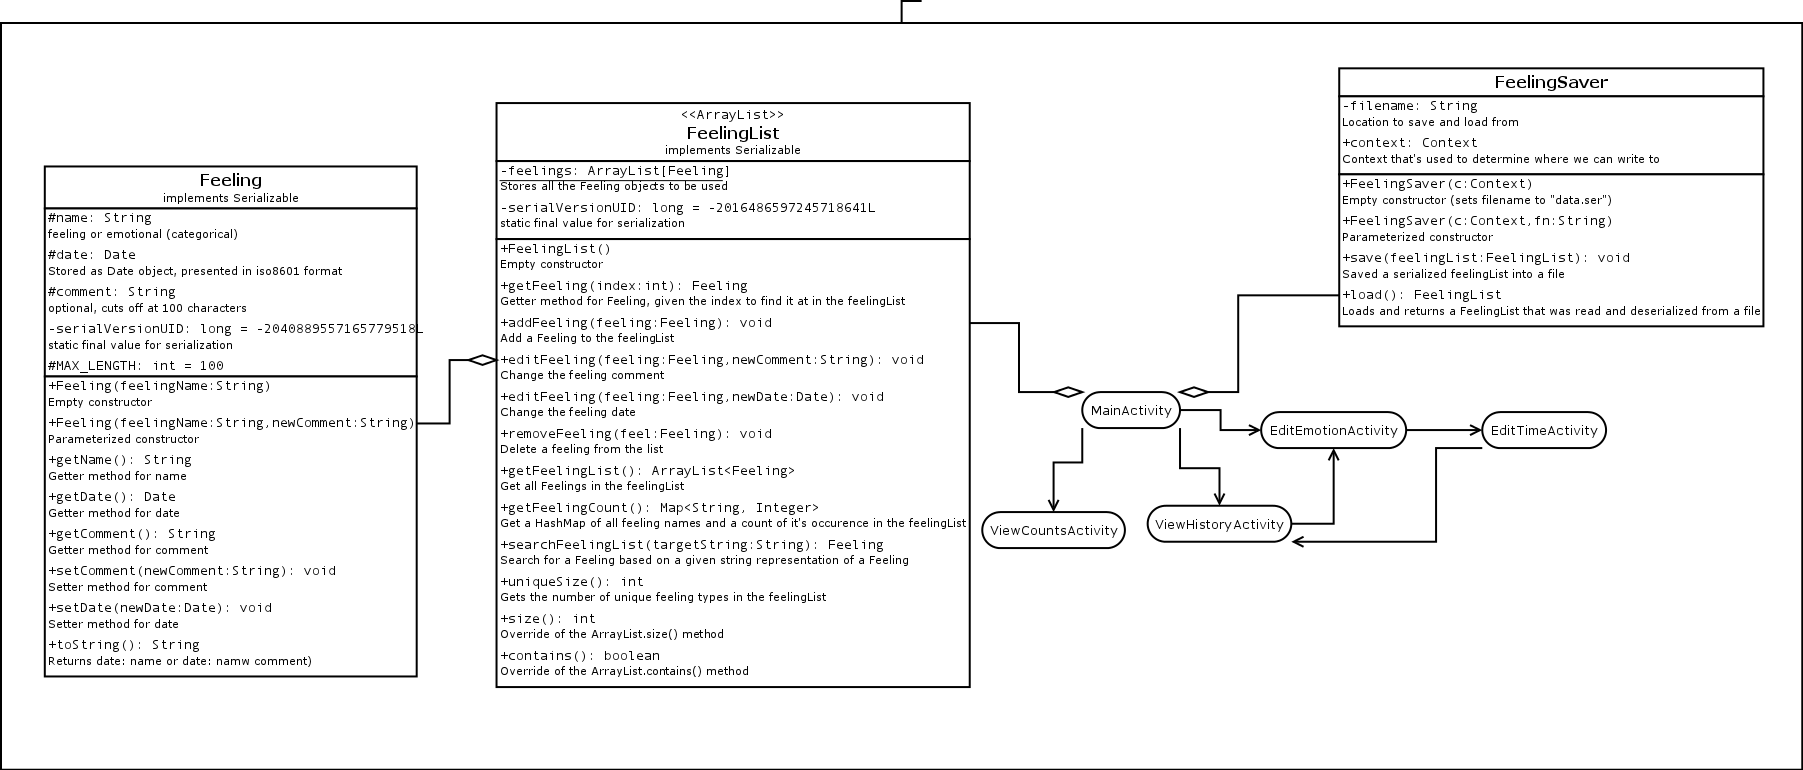 Feeling
implements Serializable
#name: String
feeling or emotional (categorical)
#date: Date
Stored as Date object, presented in iso8601 format
#comment: String
optional, cuts off at 100 characters
-serialVersionUID: long = -2040889557165779518L
static final value for serialization
#MAX_LENGTH: int = 100
+Feeling(feelingName:String)
Empty constructor
+Feeling(feelingName:String,newComment:String)
Parameterized constructor
+getName(): String
Getter method for name
+getDate(): Date
Getter method for date
+getComment(): String
Getter method for comment
+setComment(newComment:String): void
Setter method for comment
+setDate(newDate:Date): void
Setter method for date
+toString(): String
Returns date: name or date: namw comment)
<<ArrayList>>
FeelingList
implements Serializable
-feelings: ArrayList[Feeling]
Stores all the Feeling objects to be used
-serialVersionUID: long = -2016486597245718641L
static final value for serialization
+FeelingList()
Empty constructor
+getFeeling(index:int): Feeling
Getter method for Feeling, given the index to find it at in the feelingList
+addFeeling(feeling:Feeling): void
Add a Feeling to the feelingList
+editFeeling(feeling:Feeling,newComment:String): void
Change the feeling comment
+editFeeling(feeling:Feeling,newDate:Date): void
Change the feeling date
+removeFeeling(feel:Feeling): void
Delete a feeling from the list
+getFeelingList(): ArrayList<Feeling>
Get all Feelings in the feelingList
+getFeelingCount(): Map<String, Integer>
Get a HashMap of all feeling names and a count of it's occurence in the feelingList
+searchFeelingList(targetString:String): Feeling
Search for a Feeling based on a given string representation of a Feeling
+uniqueSize(): int
Gets the number of unique feeling types in the feelingList
+size(): int
Override of the ArrayList.size() method
+contains(): boolean
Override of the ArrayList.contains() method
FeelingSaver
-filename: String
Location to save and load from
+context: Context
Context that's used to determine where we can write to
+FeelingSaver(c:Context)
Empty constructor (sets filename to "data.ser")
+FeelingSaver(c:Context,fn:String)
Parameterized constructor
+save(feelingList:FeelingList): void
Saved a serialized feelingList into a file
+load(): FeelingList
Loads and returns a FeelingList that was read and deserialized from a file
MainActivity
EditEmotionActivity
EditTimeActivity
ViewCountsActivity
ViewHistoryActivity